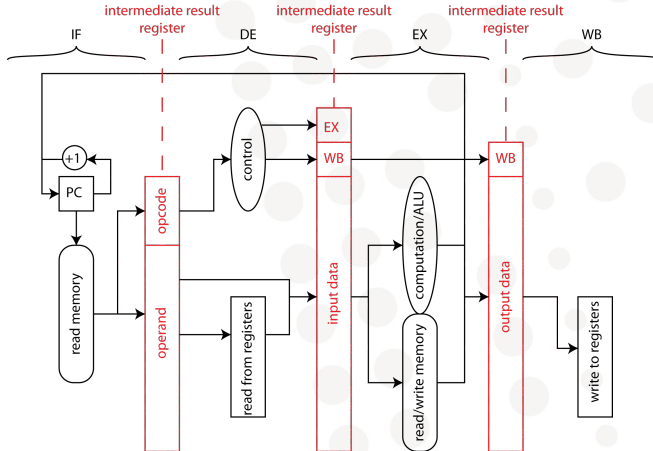 intermediate result
register
intermediate result
register
intermediate result
register
IF
DE
EX
WB
+1
PC
read memory
opcode
operand
control
read from registers
EX
WB
input data
computation/ALU
read/write memory
WB
output data
write to registers